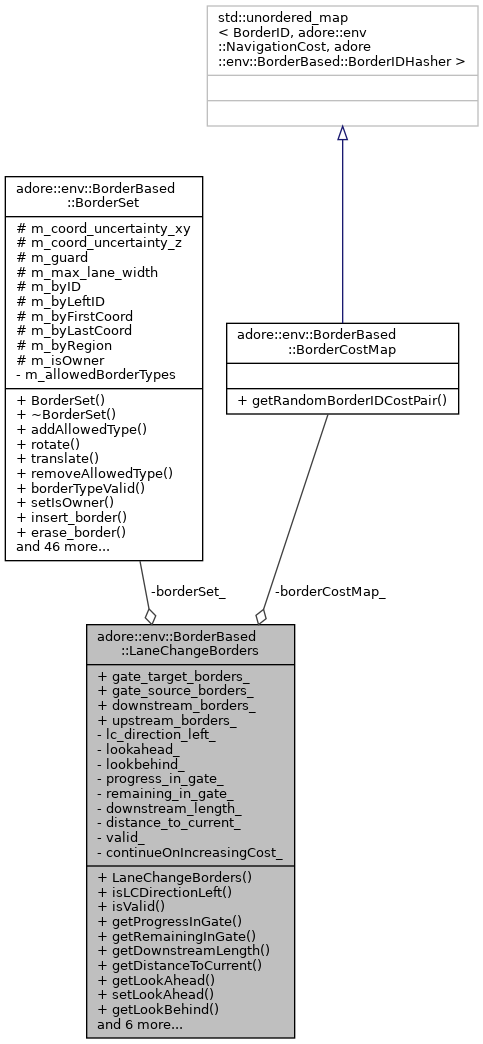 std::unordered_map
< BorderID, adore::env
::NavigationCost, adore
::env::BorderBased::BorderIDHasher >
adore::env::BorderBased
::BorderSet
# m_coord_uncertainty_xy
# m_coord_uncertainty_z
# m_guard
# m_max_lane_width
# m_byID
# m_byLeftID
# m_byFirstCoord
# m_byLastCoord
# m_byRegion
# m_isOwner
- m_allowedBorderTypes
+ BorderSet()
+ ~BorderSet()
+ addAllowedType()
+ rotate()
+ translate()
+ removeAllowedType()
+ borderTypeValid()
+ setIsOwner()
+ insert_border()
+ erase_border()
and 46 more...
adore::env::BorderBased
::BorderCostMap
+ getRandomBorderIDCostPair()
-borderSet_
-borderCostMap_
adore::env::BorderBased
::LaneChangeBorders
+ gate_target_borders_
+ gate_source_borders_
+ downstream_borders_
+ upstream_borders_
- lc_direction_left_
- lookahead_
- lookbehind_
- progress_in_gate_
- remaining_in_gate_
- downstream_length_
- distance_to_current_
- valid_
- continueOnIncreasingCost_
+ LaneChangeBorders()
+ isLCDirectionLeft()
+ isValid()
+ getProgressInGate()
+ getRemainingInGate()
+ getDownstreamLength()
+ getDistanceToCurrent()
+ getLookAhead()
+ setLookAhead()
+ getLookBehind()
and 6 more...